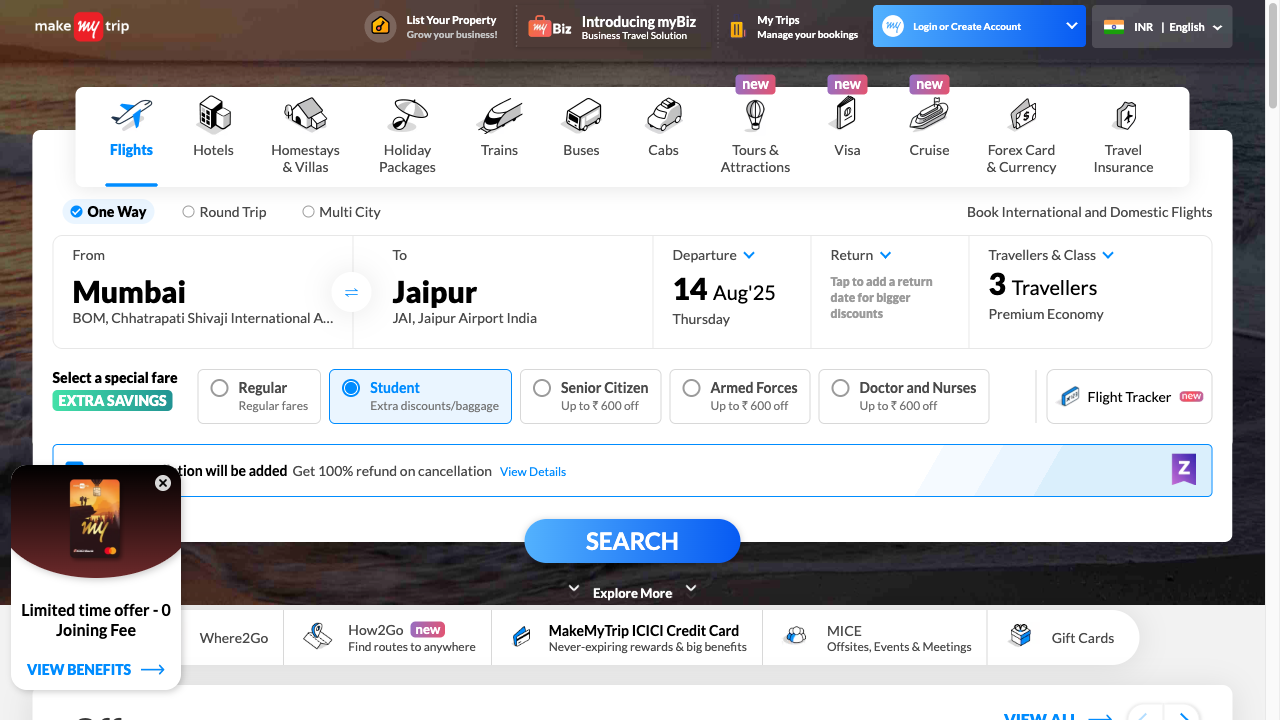 make my trip
List Your Property
Grow your business!
my Biz
Introducing myBiz
Business Travel Solution
My Trips
Manage your bookings
my
Login or Create Account
INR | English
new
new
new
Flights
Hotels
Homestays
& Villas
Holiday
Packages
Trains
Buses
Cabs
Tours &
Attractions
Visa
Cruise
Forex Card
& Currency
Travel
Insurance
One Way
Round Trip
Multi City
Book International and Domestic Flights
From
Mumbai
BOM, Chhatrapati Shivaji International A...
To
Jaipur
JAI, Jaipur Airport India
Departure
14 Aug'25
Thursday
Return
Tap to add a return
date for bigger
discounts
Travellers & Class
3 Travellers
Premium Economy
Select a special fare
EXTRA SAVINGS
Regular
Regular fares
Student
Extra discounts/baggage
Senior Citizen
Up to ₹ 600 off
Armed Forces
Up to ₹ 600 off
Doctor and Nurses
Up to ₹ 600 off
Flight Tracker new
tion will be added Get 100% refund on cancellation View Details
Z
SEARCH
Explore More
my
Limited time offer - 0
Joining Fee
VIEW BENEFITS
Where2Go
How2Go new
Find routes to anywhere
MakeMyTrip ICICI Credit Card
Never-expiring rewards & big benefits
MICE
Offsites, Events & Meetings
Gift Cards
VIEW ALL